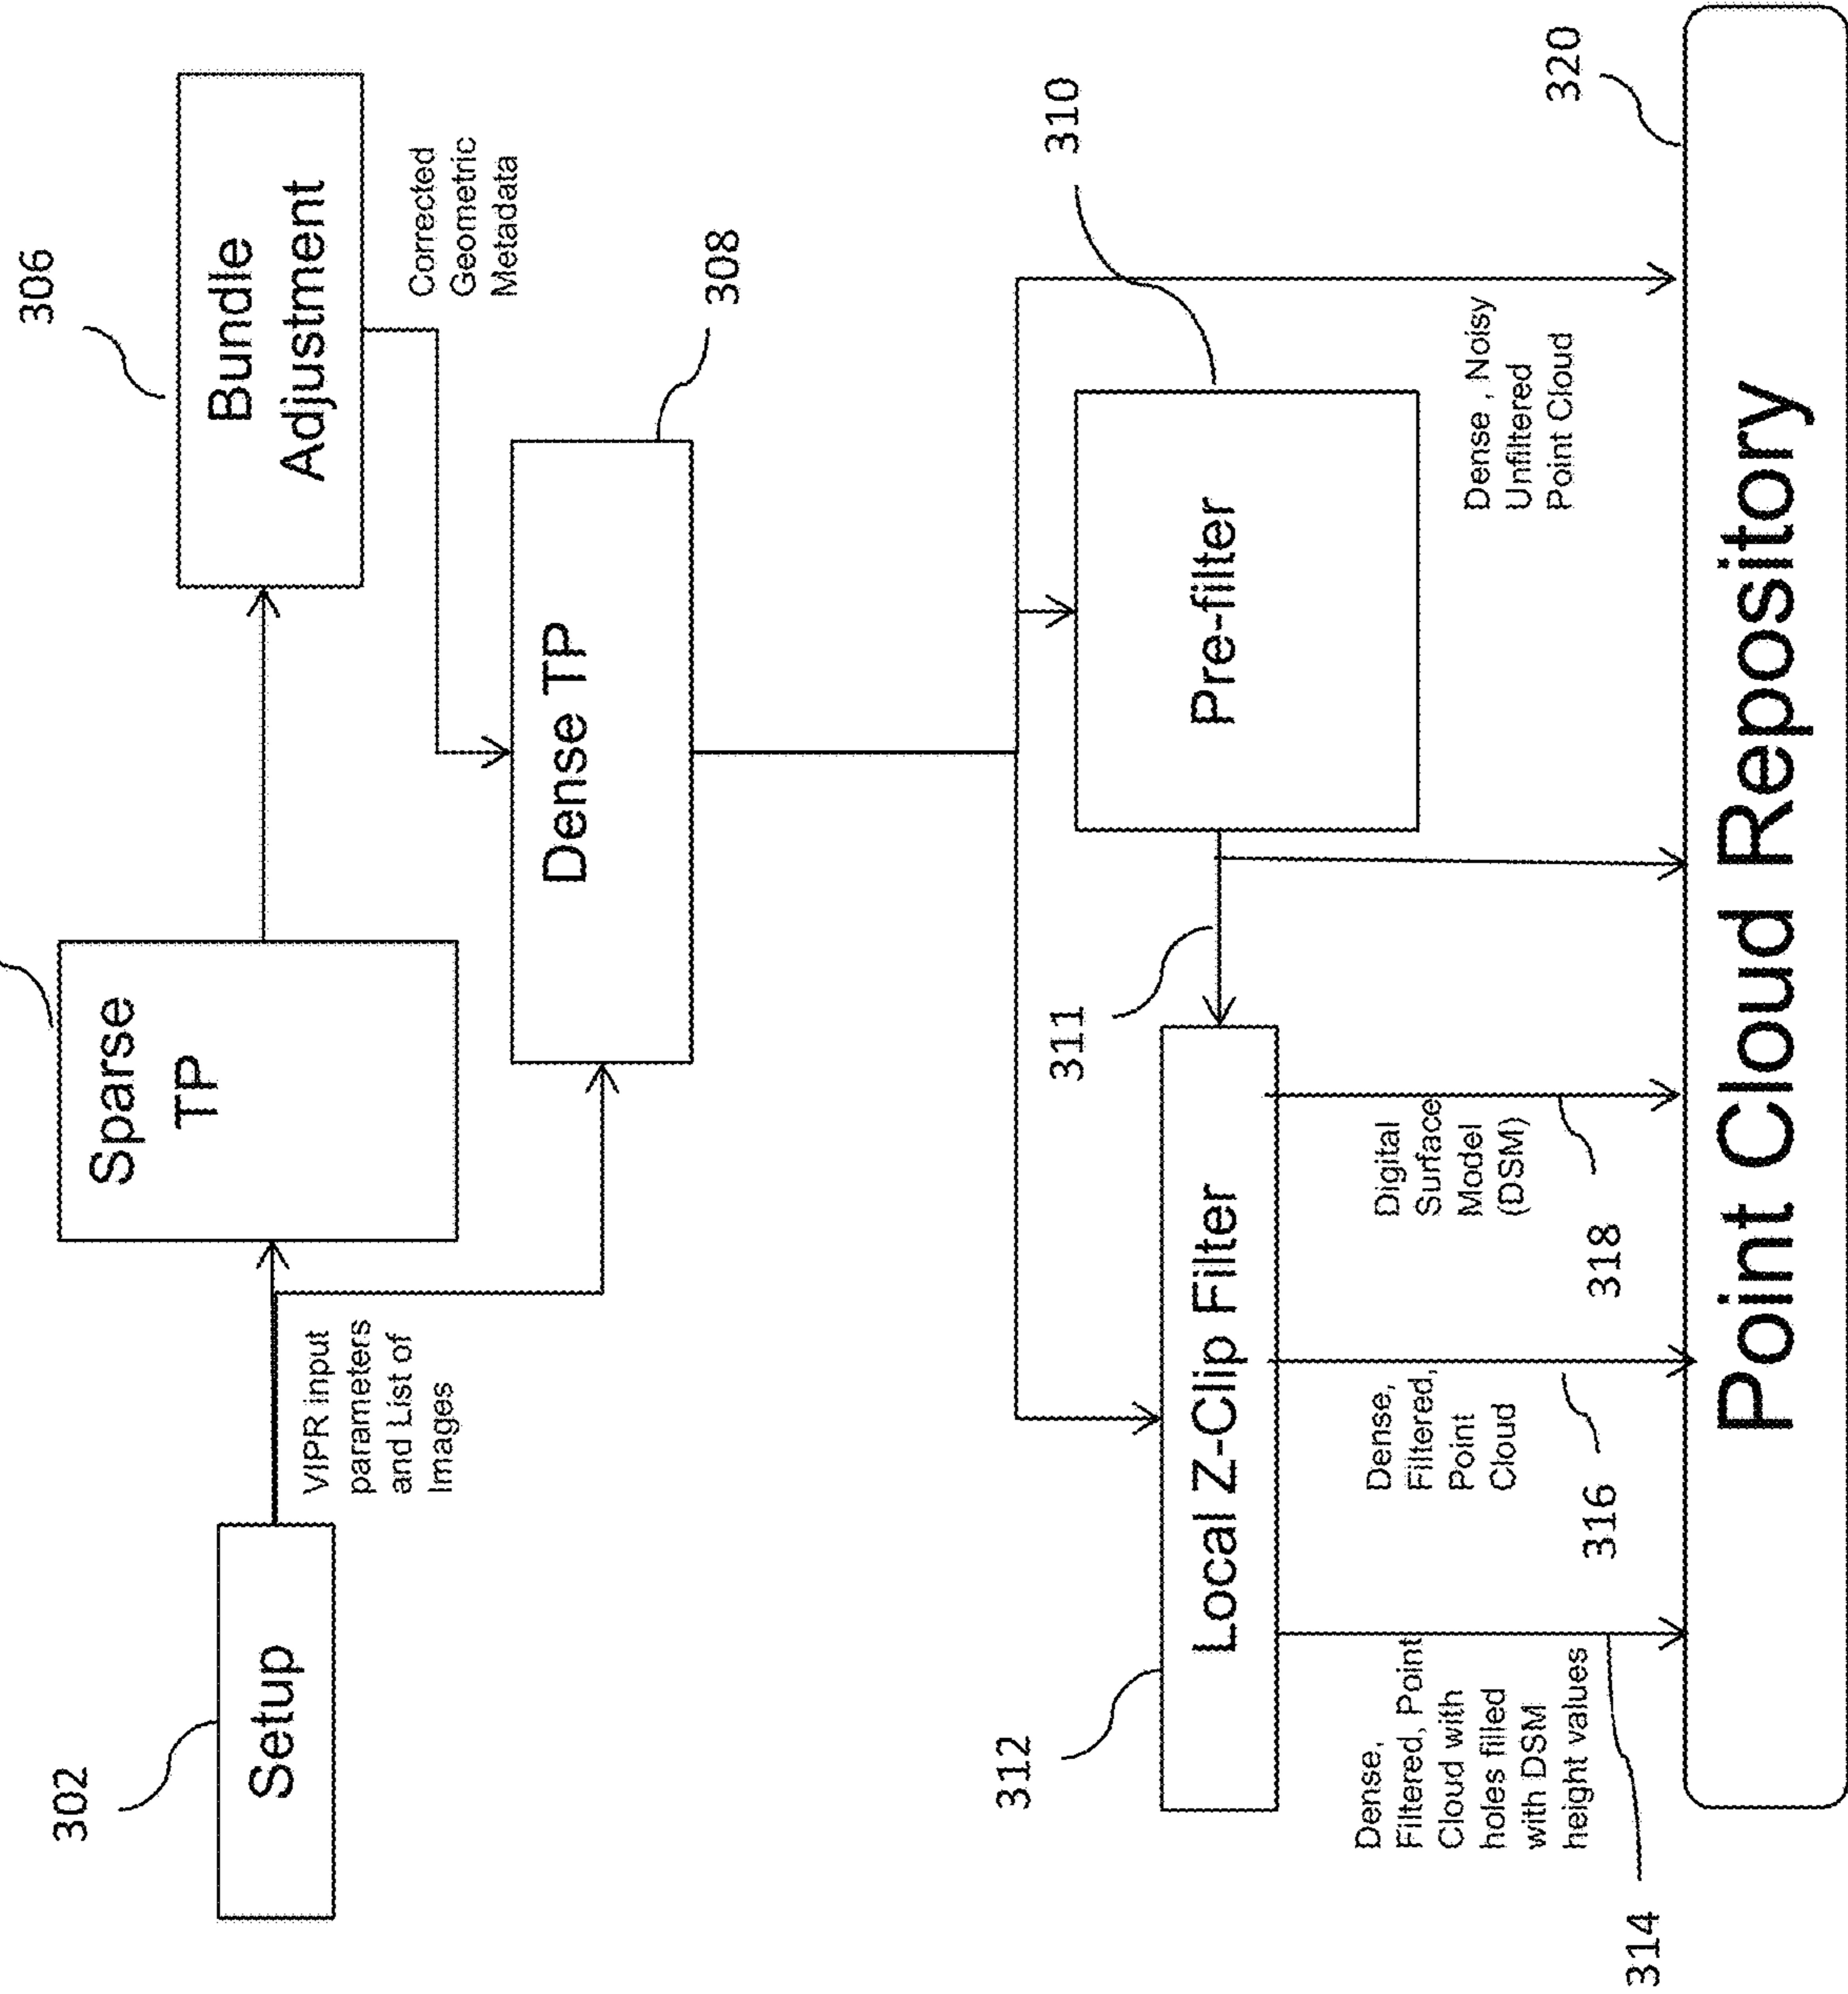 306
Bundle
Adjustment
Corrected
Geometric
Metadata
Sparse
TP
302
Setup
VIPR input
parameters
and List of
Images
308
Dense TP
310
Pre-filter
311
312
Local Z-Clip Filter
Dense , Noisy
Unfiltered
Point Cloud
Digital
Surface
Model
(DSM)
318
Dense,
Filtered,
Point
Cloud
316
Dense,
Filtered, Point
Cloud with
holes filled
with DSM
height values
314
320
Point Cloud Repository